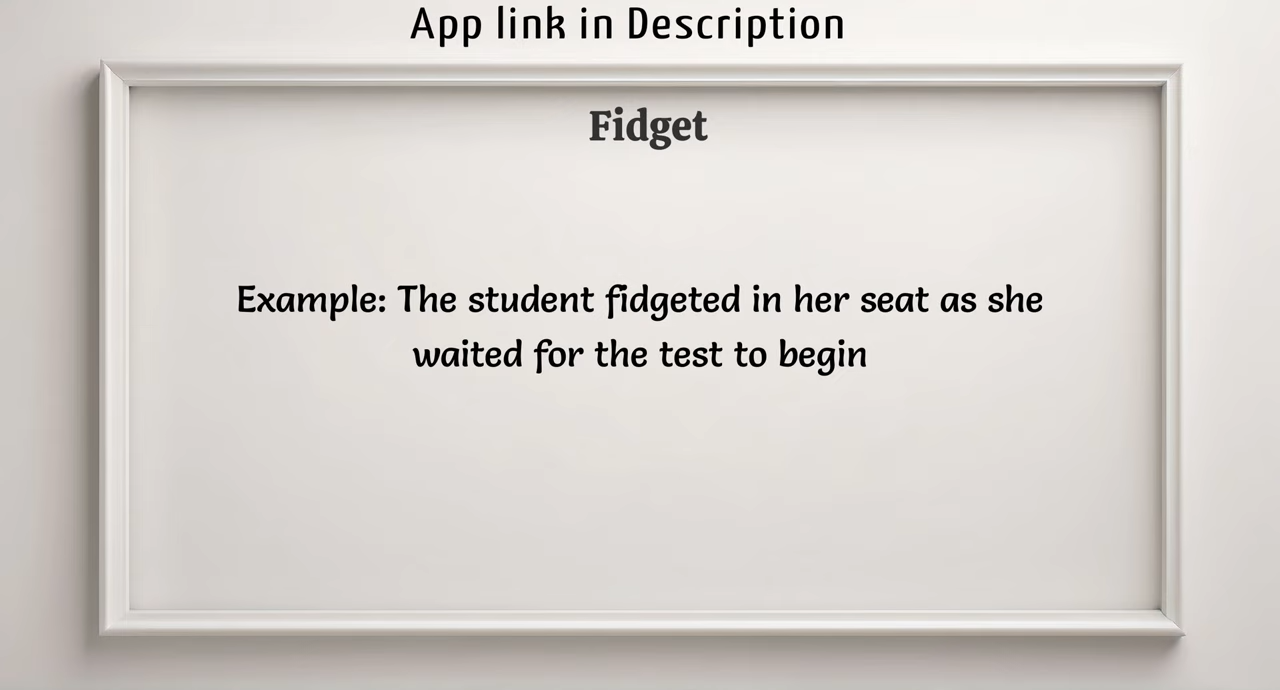 App link in Description
Fidget
Example: The student fidgeted in her seat as she
waited for the test to begin